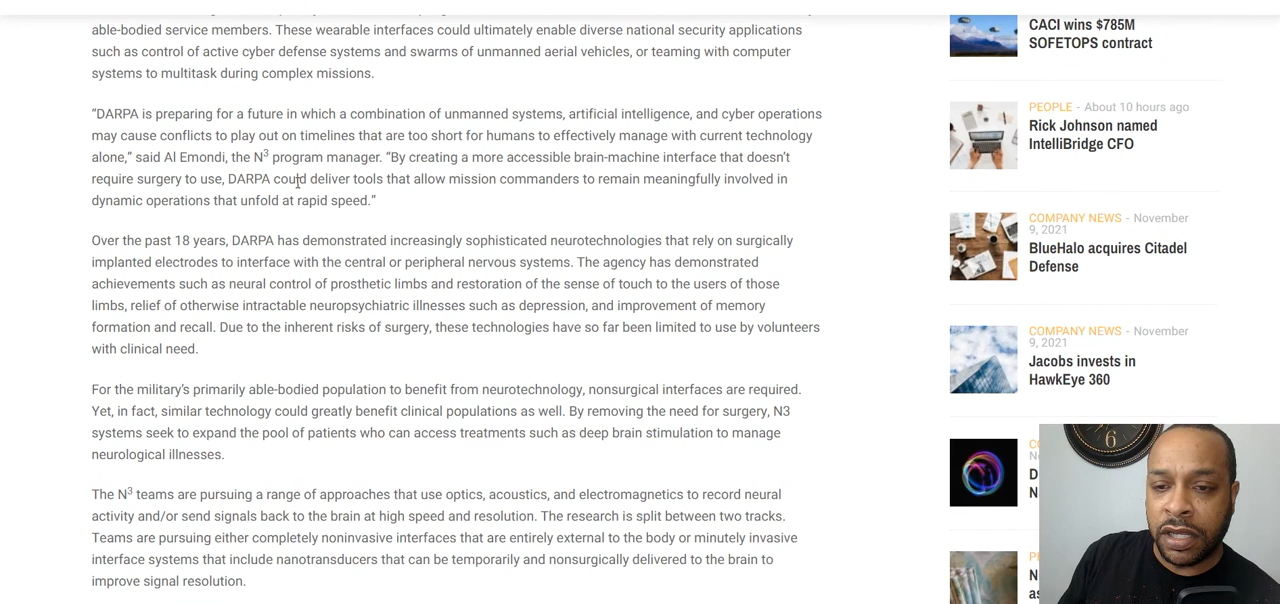 able-bodied service members. These wearable interfaces could ultimately enable diverse national security applications
such as control of active cyber defense systems and swarms of unmanned aerial vehicles, or teaming with computer
systems to multitask during complex missions.
“DARPA is preparing for a future in which a combination of unmanned systems, artificial intelligence, and cyber operations
may cause conflicts to play out on timelines that are too short for humans to effectively manage with current technology
alone,” said Al Emondi, the N3 program manager. “By creating a more accessible brain-machine interface that doesn’t
require surgery to use, DARPA could deliver tools that allow mission commanders to remain meaningfully involved in
dynamic operations that unfold at rapid speed.”
Over the past 18 years, DARPA has demonstrated increasingly sophisticated neurotechnologies that rely on surgically
implanted electrodes to interface with the central or peripheral nervous systems. The agency has demonstrated
achievements such as neural control of prosthetic limbs and restoration of the sense of touch to the users of those
limbs, relief of otherwise intractable neuropsychiatric illnesses such as depression, and improvement of memory
formation and recall. Due to the inherent risks of surgery, these technologies have so far been limited to use by volunteers
with clinical need.
For the military’s primarily able-bodied population to benefit from neurotechnology, nonsurgical interfaces are required.
Yet, in fact, similar technology could greatly benefit clinical populations as well. By removing the need for surgery, N3
systems seek to expand the pool of patients who can access treatments such as deep brain stimulation to manage
neurological illnesses.
The N3 teams are pursuing a range of approaches that use optics, acoustics, and electromagnetics to record neural
activity and/or send signals back to the brain at high speed and resolution. The research is split between two tracks.
Teams are pursuing either completely noninvasive interfaces that are entirely external to the body or minutely invasive
interface systems that include nanotransducers that can be temporarily and nonsurgically delivered to the brain to
improve signal resolution.
CACI wins $785M
SOFETOPS contract
PEOPLE - About 10 hours ago
Rick Johnson named
IntelliBridge CFO
COMPANY NEWS - November
9, 2021
BlueHalo acquires Citadel
Defense
COMPANY NEWS - November
9, 2021
Jacobs invests in
HawkEye 360
6